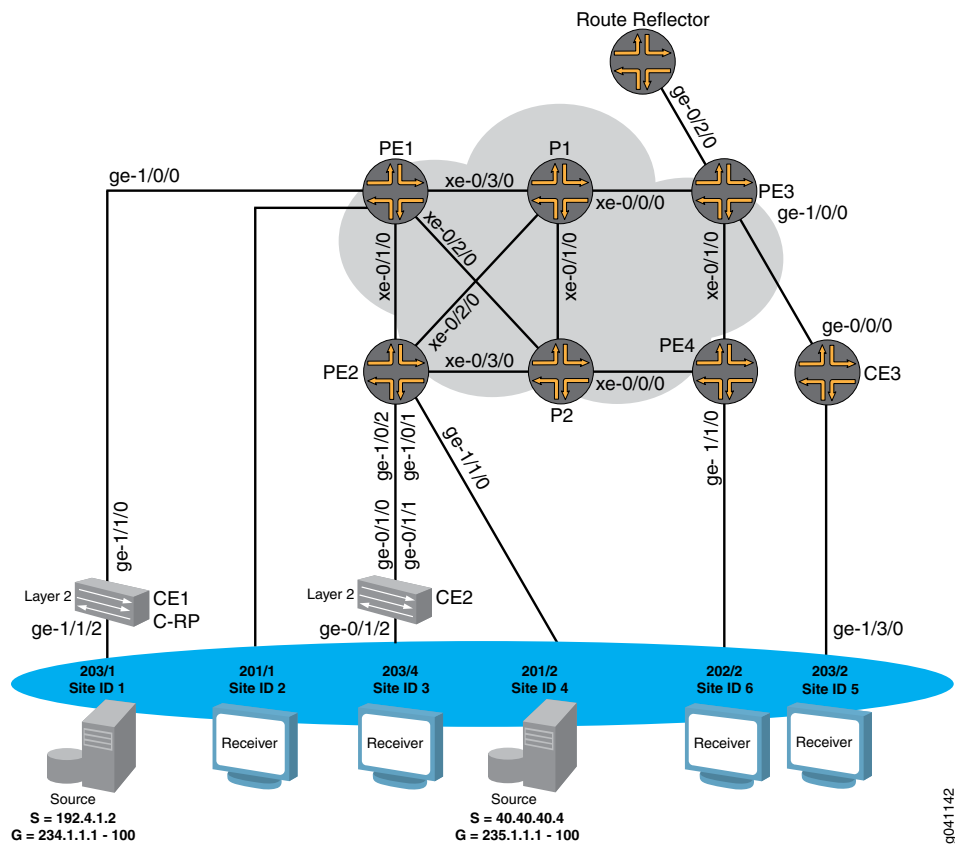 Route Reflector
ge-0/2/0
PE1
P1
PE3
ge-1/0/0
xe-0/3/0
xe-0/0/0
ge-1/0/0
xe-0/1/0
xe-0/2/0
xe-0/2/0
xe-0/1/0
xe-0/1/0
ge-0/0/0
PE2
xe-0/3/0
P2
xe-0/0/0
PE4
CE3
ge-1/0/2
ge-1/0/1
ge-1/1/0
ge- 1/1/0
ge-1/1/0
ge-0/1/0
ge-0/1/1
Layer 2
CE1
C-RP
Layer 2
CE2
ge-1/1/2
ge-0/1/2
ge-1/3/0
203/1
Site ID 1
201/1
Site ID 2
203/4
Site ID 3
201/2
Site ID 4
202/2
Site ID 6
203/2
Site ID 5
Receiver
Receiver
Receiver
Receiver
Source
S = 192.4.1.2
G = 234.1.1.1 - 100
Source
S = 40.40.40.4
G = 235.1.1.1 - 100
g041142